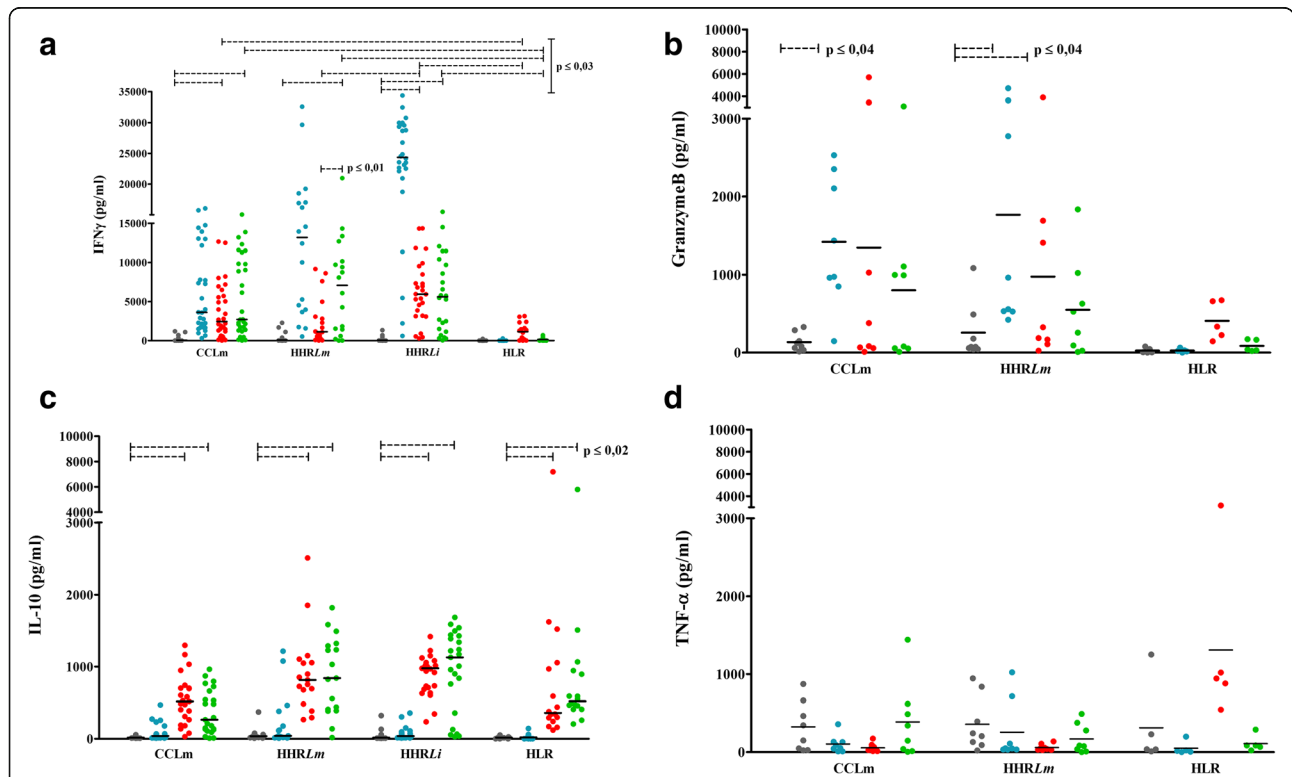 a
p ≤ 0,03
35000
30000
25000
20000
p ≤ 0,01
15000
10000
5000
0
IFNγ (pg/ml)
CCLm HHRLm HHRLi HLR
b
10000
8000
6000
4000
2000
p ≤ 0,04 p ≤ 0,04
3000
2000
1000
0
GranzymeB (pg/ml)
CCLm HHRLm HLR
c
10000
8000
6000
4000
p ≤ 0,02
3000
2000
1000
0
IL-10 (pg/ml)
CCLm HHRLm HHRLi HLR
d
10000
8000
6000
4000
2000
3000
2000
1000
0
TNF-α (pg/ml)
CCLm HHRLm HLR